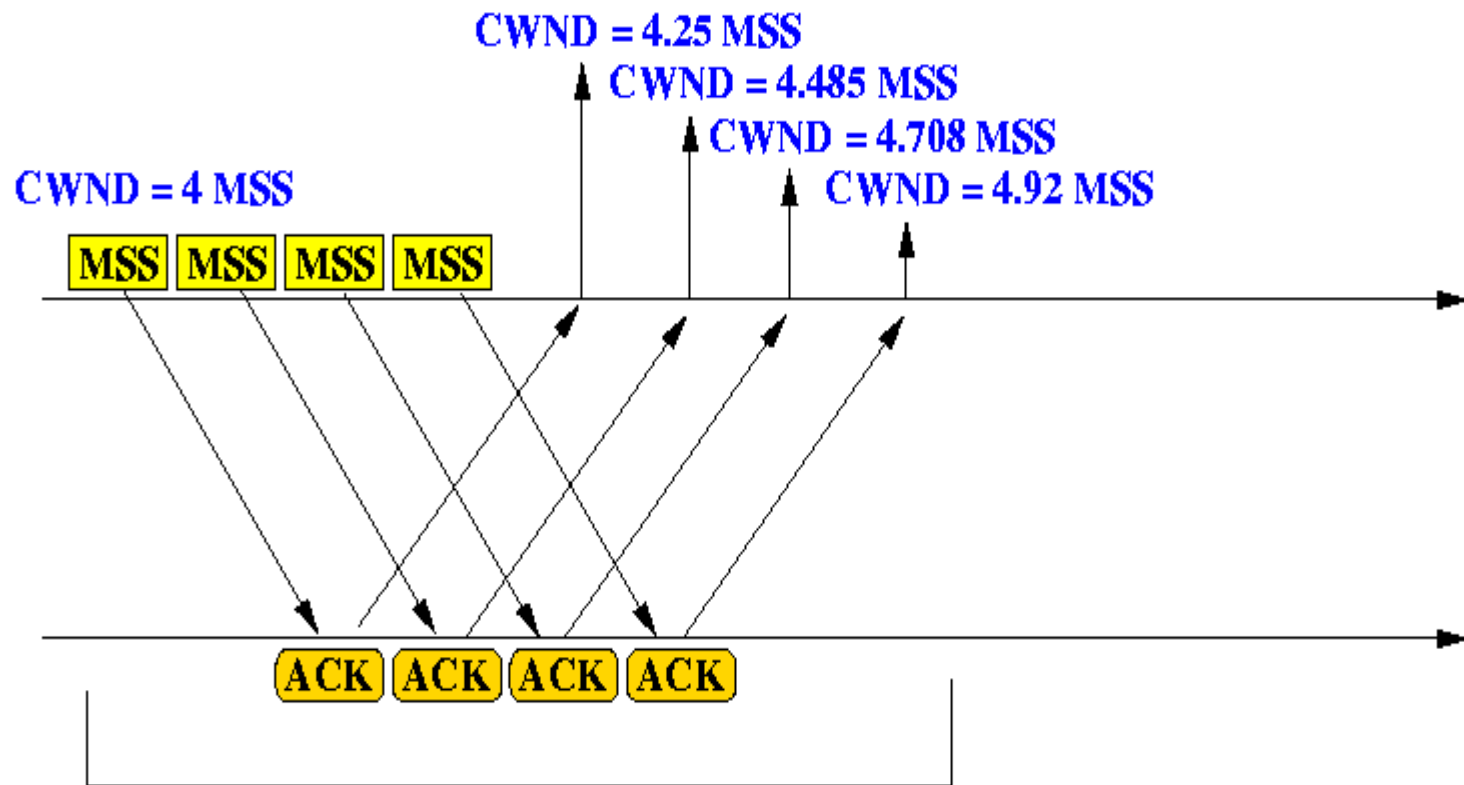 CWND = 4.25 MSS
CWND = 4.485 MSS
CWND = 4.708 MSS
CWND = 4 MSS
CWND = 4.92 MSS
MSS MSS MSS MSS
ACK ACK ACK ACK